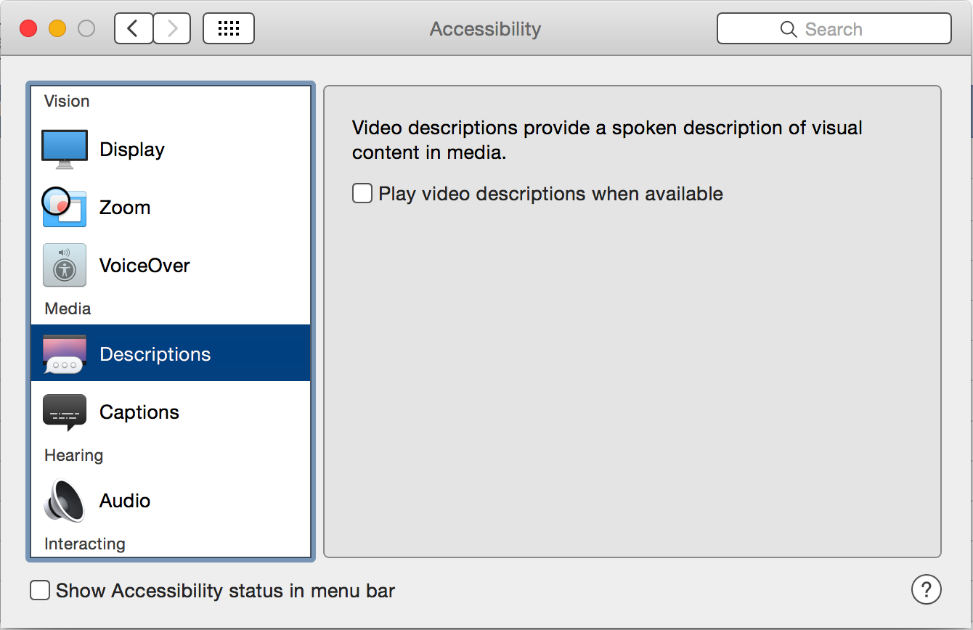 Accessibility
Search
Vision
Display
Zoom
VoiceOver
Media
Descriptions
Captions
Hearing
Audio
Interacting
Video descriptions provide a spoken description of visual
content in media.
Play video descriptions when available
Show Accessibility status in menu bar
?